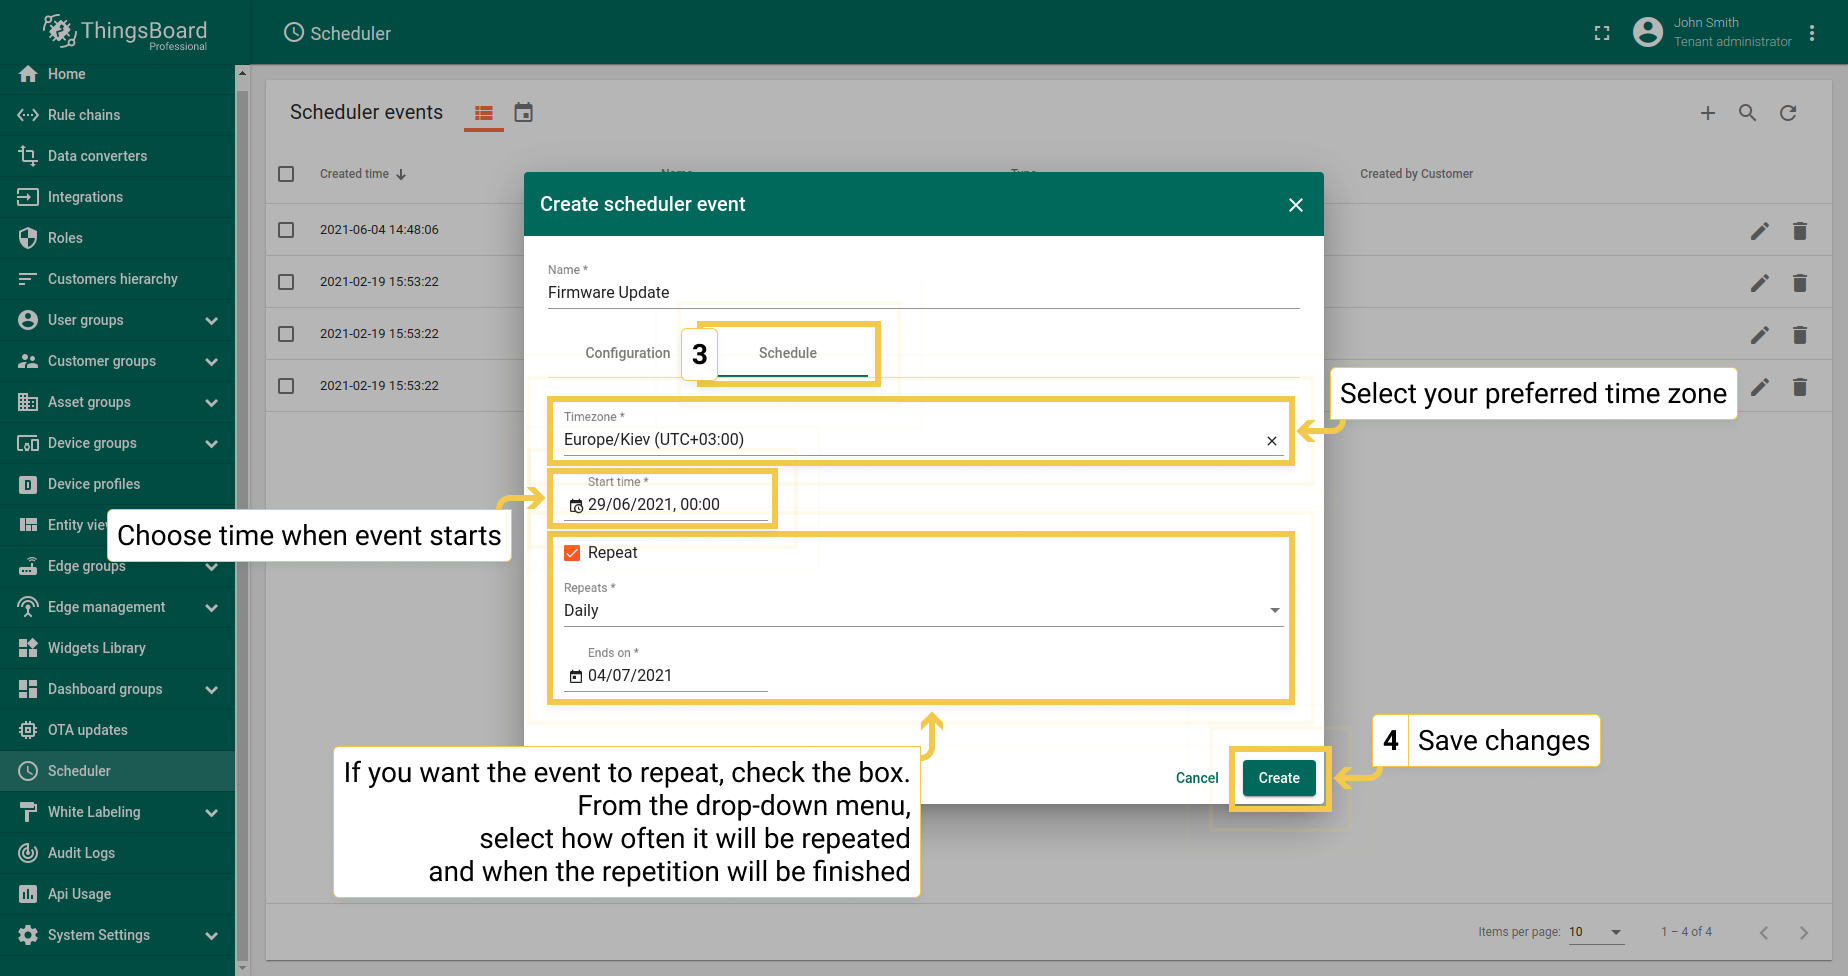 ThingsBoard
Professional
Scheduler
John Smith
Tenant administrator
Home
Rule chains
Data converters
Integrations
Roles
Customers hierarchy
User groups
Customer groups
Asset groups
Device groups
Device profiles
Entity vie
Edge groups
Edge management
Widgets Library
Dashboard groups
OTA updates
Scheduler
White Labeling
Audit Logs
Api Usage
System Settings
Scheduler events
Created time
Name
Type
Created by Customer
2021-06-04 14:48:06
2021-02-19 15:53:22
2021-02-19 15:53:22
2021-02-19 15:53:22
Create scheduler event
Name *
Firmware Update
Configuration
3
Schedule
Timezone *
Europe/Kiev (UTC+03:00)
Select your preferred time zone
Start time *
29/06/2021, 00:00
Choose time when event starts
Repeat
Repeats *
Daily
Ends on *
04/07/2021
If you want the event to repeat, check the box.
From the drop-down menu,
select how often it will be repeated
and when the repetition will be finished
Cancel
Create
4
Save changes
Items per page: 10
1 – 4 of 4